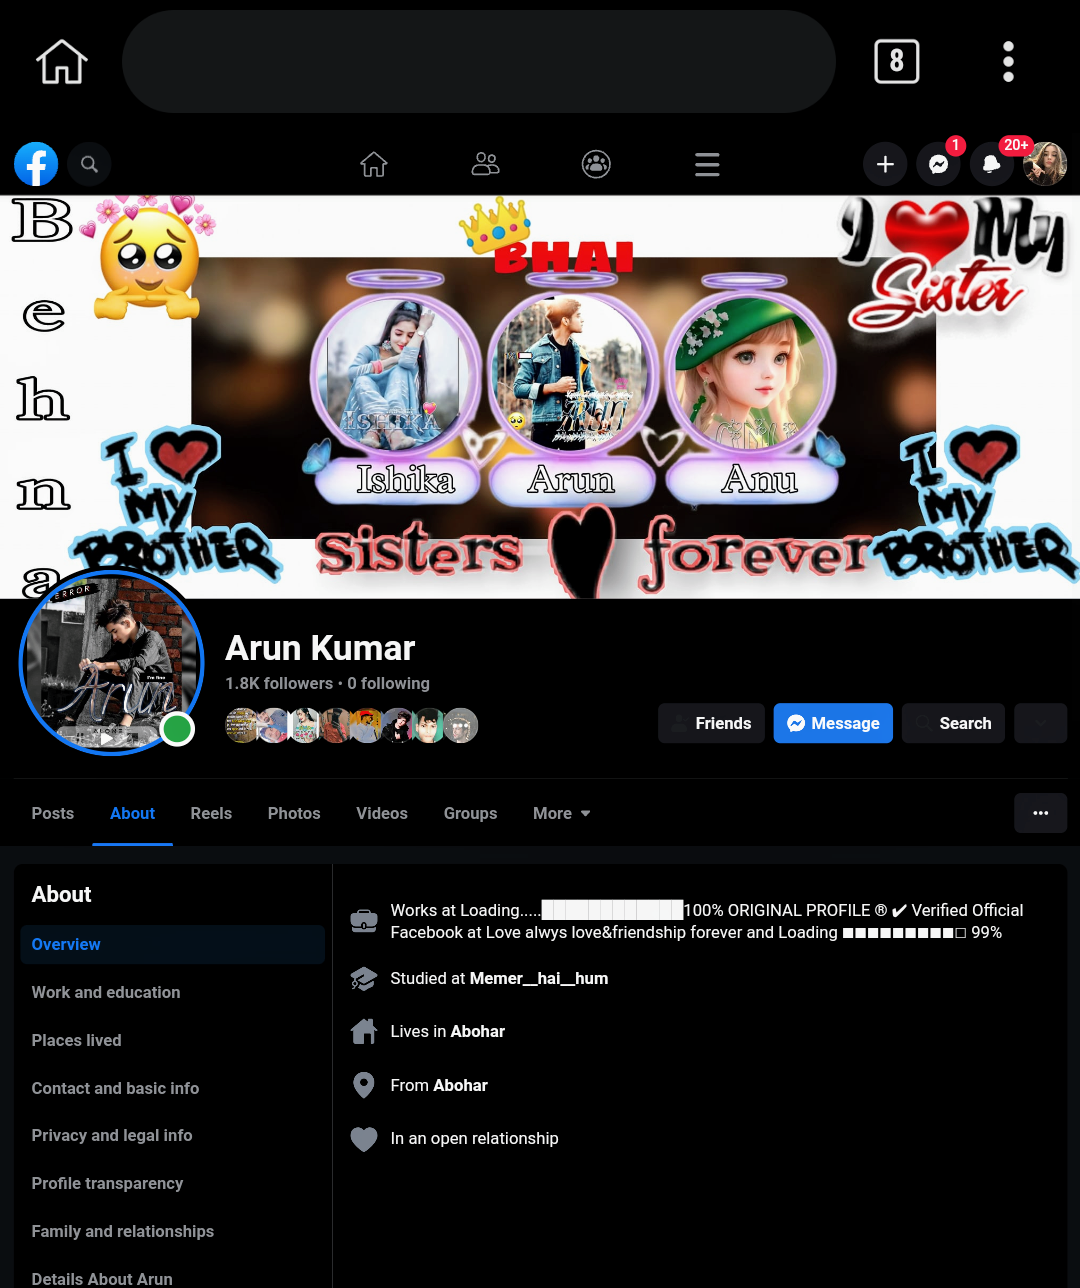 8
1
20+
B
e
h
n
a
BHAI
I ❤ My
Sister
ISHIKA
Arun
Ishika
Arun
Anu
I ❤
MY
BROTHER
I ❤
MY
BROTHER
Sisters ♥ forever
ERROR
I'm fine
Arun
ALONE
Arun Kumar
1.8K followers • 0 following
Friends
Message
Search
Posts
About
Reels
Photos
Videos
Groups
More
About
Overview
Work and education
Places lived
Contact and basic info
Privacy and legal info
Profile transparency
Family and relationships
Details About Arun
Works at Loading.....████████████100% ORIGINAL PROFILE ® ✔ Verified Official
Facebook at Love alwys love&friendship forever and Loading ■■■■■■■■■□ 99%
Studied at Memer__hai__hum
Lives in Abohar
From Abohar
In an open relationship